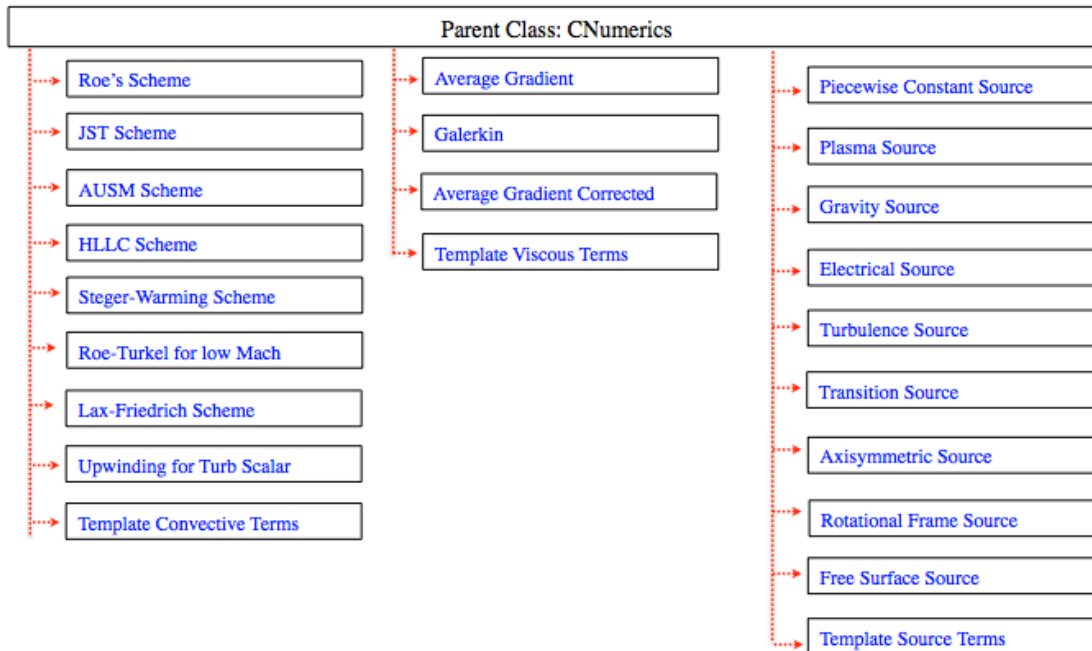 Parent Class: CNumerics
Roe's Scheme
JST Scheme
AUSM Scheme
HLLC Scheme
Steger-Warming Scheme
Roe-Turkel for low Mach
Lax-Friedrich Scheme
Upwinding for Turb Scalar
Template Convective Terms
Average Gradient
Galerkin
Average Gradient Corrected
Template Viscous Terms
Piecewise Constant Source
Plasma Source
Gravity Source
Electrical Source
Turbulence Source
Transition Source
Axisymmetric Source
Rotational Frame Source
Free Surface Source
Template Source Terms